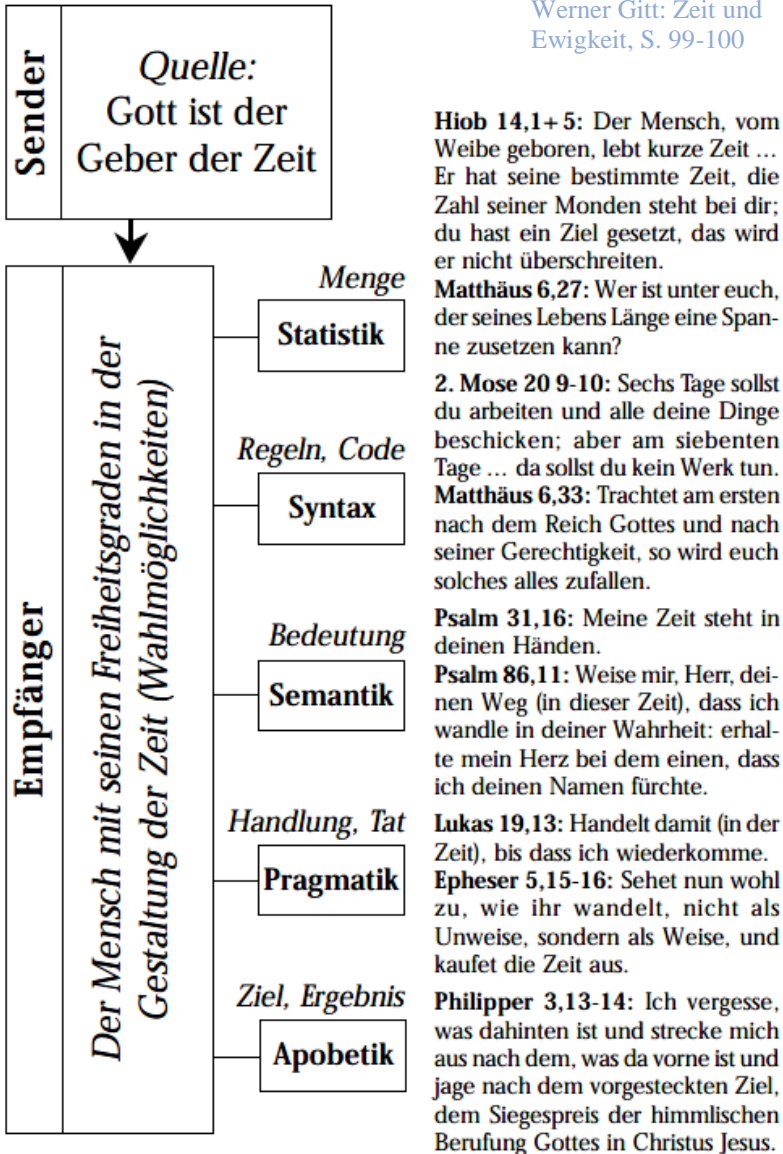 Werner Gitt: Zeit und
Ewigkeit, S. 99-100
Sender
Quelle:
Gott ist der
Geber der Zeit
Empfänger
Der Mensch mit seinen Freiheitsgraden in der
Gestaltung der Zeit (Wahlmöglichkeiten)
Menge
Statistik
Regeln, Code
Syntax
Bedeutung
Semantik
Handlung, Tat
Pragmatik
Ziel, Ergebnis
Apobetik
Hiob 14,1+5: Der Mensch, vom
Weibe geboren, lebt kurze Zeit …
Er hat seine bestimmte Zeit, die
Zahl seiner Monden steht bei dir;
du hast ein Ziel gesetzt, das wird
er nicht überschreiten.
Matthäus 6,27: Wer ist unter euch,
der seines Lebens Länge eine Span-
ne zusetzen kann?
2. Mose 20 9-10: Sechs Tage sollst
du arbeiten und alle deine Dinge
beschicken; aber am siebenten
Tage … da sollst du kein Werk tun.
Matthäus 6,33: Trachtet am ersten
nach dem Reich Gottes und nach
seiner Gerechtigkeit, so wird euch
solches alles zufallen.
Psalm 31,16: Meine Zeit steht in
deinen Händen.
Psalm 86,11: Weise mir, Herr, dei-
nen Weg (in dieser Zeit), dass ich
wandle in deiner Wahrheit: erhal-
te mein Herz bei dem einen, dass
ich deinen Namen fürchte.
Lukas 19,13: Handelt damit (in der
Zeit), bis dass ich wiederkomme.
Epheser 5,15-16: Sehet nun wohl
zu, wie ihr wandelt, nicht als
Unweise, sondern als Weise, und
kaufet die Zeit aus.
Philipper 3,13-14: Ich vergesse,
was dahinten ist und strecke mich
aus nach dem, was da vorne ist und
jage nach dem vorgesteckten Ziel,
dem Siegespreis der himmlischen
Berufung Gottes in Christus Jesus.